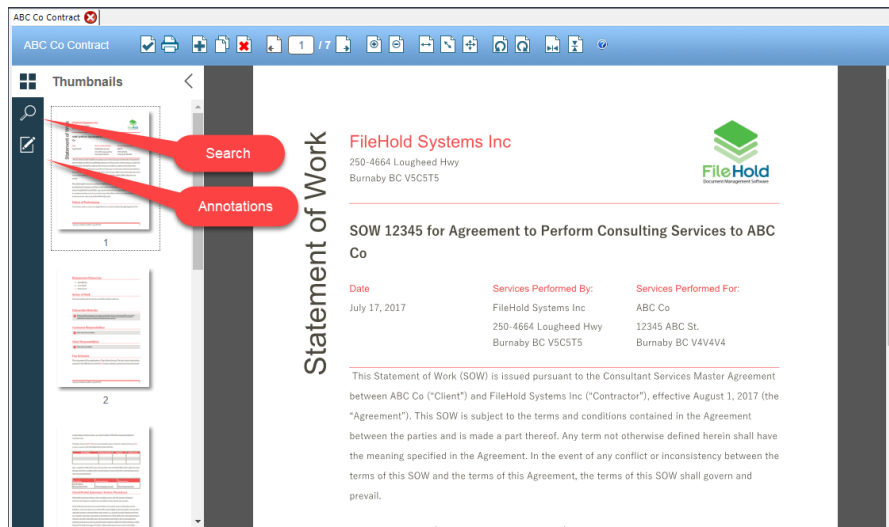 ABC Co Contract
ABC Co Contract
1 / 7
Thumbnails
Search
Annotations
1
2
Statement of Work
FileHold Systems Inc
250-4664 Lougheed Hwy
Burnaby BC V5C5T5
FileHold
Document Management Software
SOW 12345 for Agreement to Perform Consulting Services to ABC
Co
Date
July 17, 2017
Services Performed By:
FileHold Systems Inc
250-4664 Lougheed Hwy
Burnaby BC V5C5T5
Services Performed For:
ABC Co
12345 ABC St.
Burnaby BC V4V4V4
This Statement of Work (SOW) is issued pursuant to the Consultant Services Master Agreement
between ABC Co (“Client”) and FileHold Systems Inc (“Contractor”), effective August 1, 2017 (the
“Agreement”). This SOW is subject to the terms and conditions contained in the Agreement
between the parties and is made a part thereof. Any term not otherwise defined herein shall have
the meaning specified in the Agreement. In the event of any conflict or inconsistency between the
terms of this SOW and the terms of this Agreement, the terms of this SOW shall govern and
prevail.